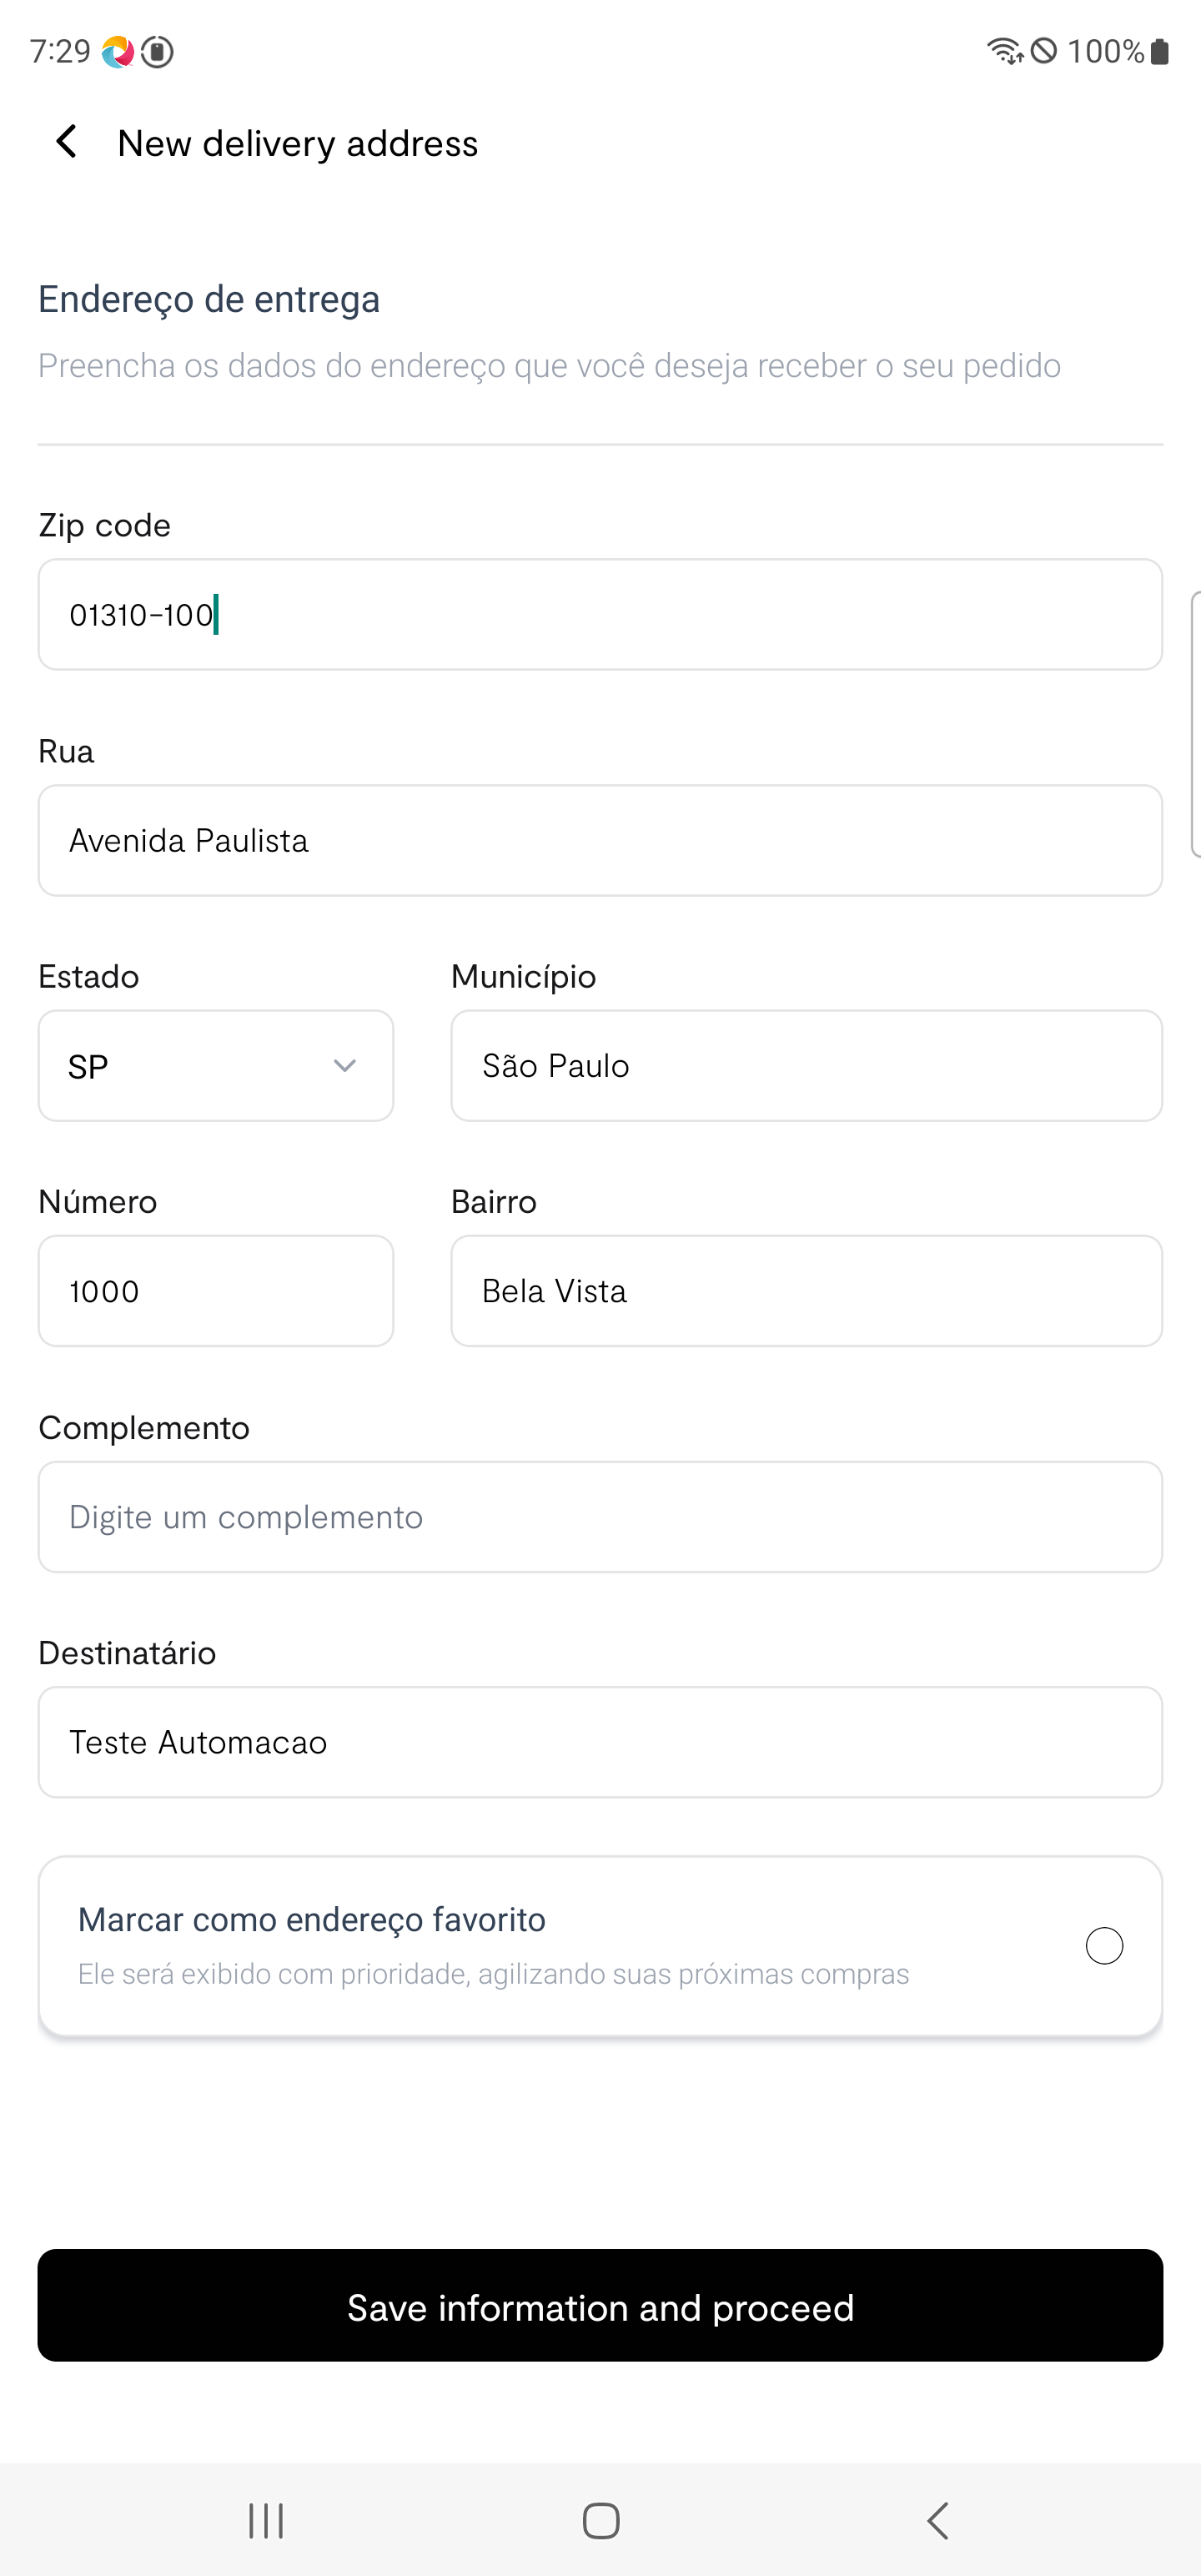 7:29 100%
New delivery address
Endereço de entrega
Preencha os dados do endereço que você deseja receber o seu pedido
Zip code
01310-100
Rua
Avenida Paulista
Estado Município
SP São Paulo
Número Bairro
1000 Bela Vista
Complemento
Digite um complemento
Destinatário
Teste Automacao
Marcar como endereço favorito
Ele será exibido com prioridade, agilizando suas próximas compras
Save information and proceed